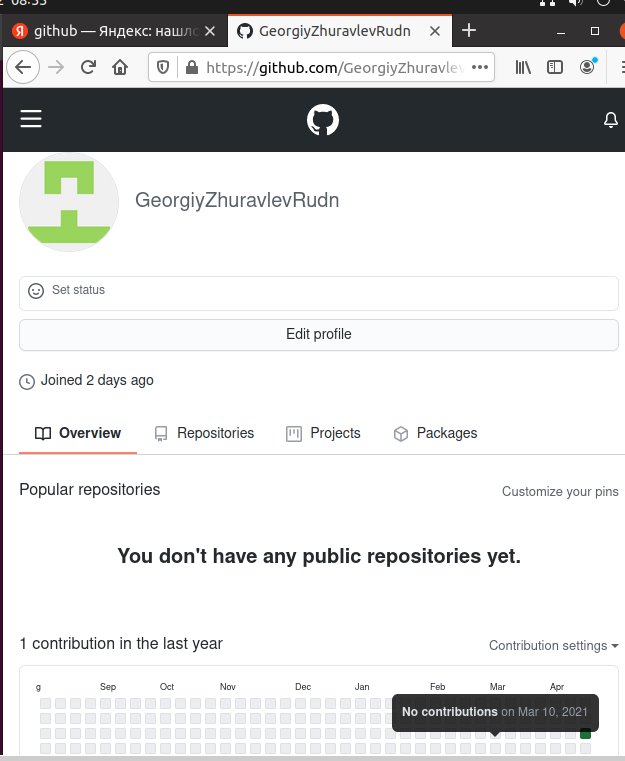 github — Яндекс: нашло
GeorgiyZhuravlevRudn
https://github.com/GeorgiyZhuravlev
GeorgiyZhuravlevRudn
Set status
Edit profile
Joined 2 days ago
Overview Repositories Projects Packages
Popular repositories Customize your pins
You don't have any public repositories yet.
1 contribution in the last year Contribution settings
g Sep Oct Nov Dec Jan Feb Mar Apr
No contributions on Mar 10, 2021